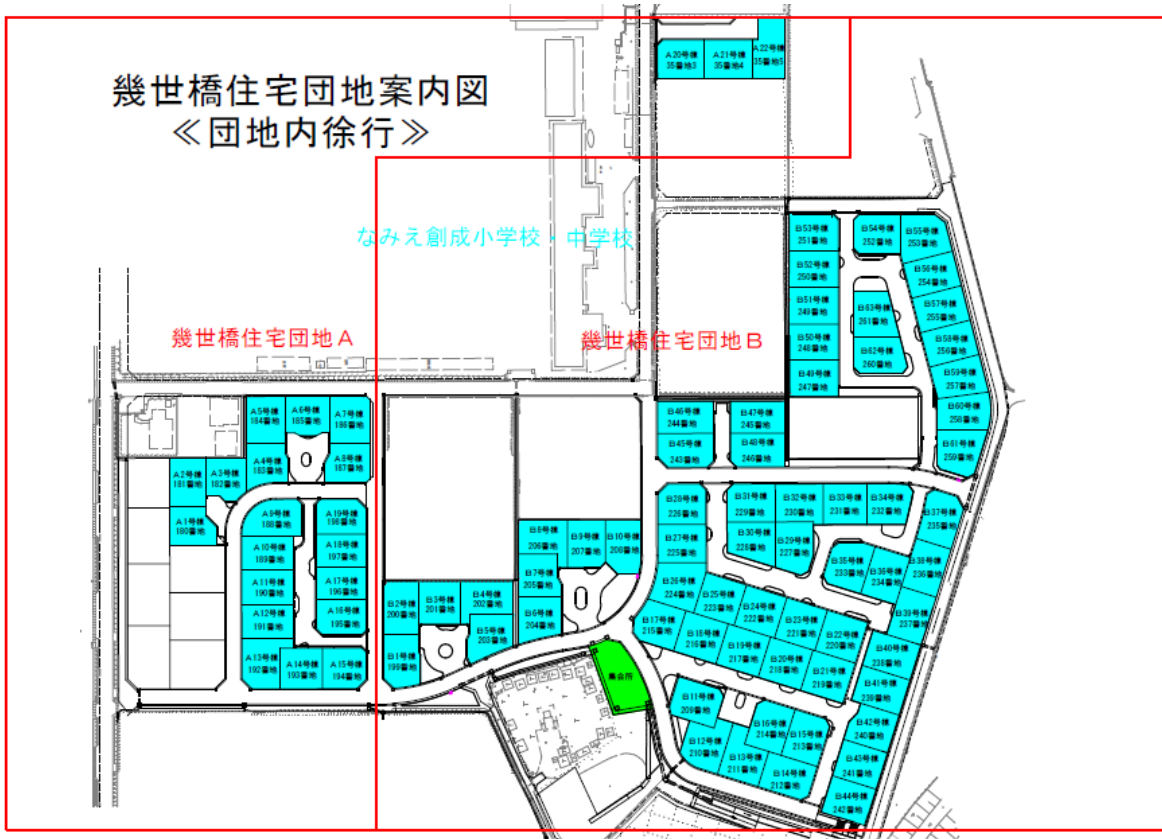 幾世橋住宅団地案内図
≪団地内徐行≫
A20号棟
35番地3
A21号棟
35番地4
A22号棟
35番地5
なみえ創成小学校・中学校
幾世橋住宅団地A
幾世橋住宅団地B
B53号棟
251番地
B54号棟
252番地
B55号棟
253番地
B52号棟
250番地
B56号棟
254番地
B51号棟
249番地
B63号棟
261番地
B57号棟
255番地
B50号棟
248番地
B62号棟
260番地
B58号棟
256番地
B49号棟
247番地
B59号棟
257番地
B60号棟
258番地
B61号棟
259番地
B46号棟
244番地
B47号棟
245番地
B45号棟
243番地
B48号棟
246番地
A5号棟
184番地
A6号棟
185番地
A7号棟
186番地
A2号棟
181番地
A3号棟
182番地
A4号棟
183番地
A8号棟
187番地
A1号棟
180番地
A9号棟
188番地
A19号棟
198番地
A10号棟
189番地
A18号棟
197番地
A11号棟
190番地
A17号棟
196番地
A12号棟
191番地
A16号棟
195番地
A13号棟
192番地
A14号棟
193番地
A15号棟
194番地
B2号棟
200番地
B3号棟
201番地
B4号棟
202番地
B1号棟
199番地
B5号棟
203番地
B8号棟
206番地
B9号棟
207番地
B10号棟
208番地
B7号棟
205番地
B6号棟
204番地
B28号棟
226番地
B31号棟
229番地
B32号棟
230番地
B33号棟
231番地
B34号棟
232番地
B37号棟
235番地
B27号棟
225番地
B30号棟
228番地
B29号棟
227番地
B35号棟
233番地
B36号棟
234番地
B38号棟
236番地
B26号棟
224番地
B25号棟
223番地
B24号棟
222番地
B23号棟
221番地
B22号棟
220番地
B39号棟
237番地
B17号棟
215番地
B18号棟
216番地
B19号棟
217番地
B20号棟
218番地
B21号棟
219番地
B40号棟
238番地
B41号棟
239番地
集会所
B11号棟
209番地
B16号棟
214番地
B15号棟
213番地
B42号棟
240番地
B12号棟
210番地
B13号棟
211番地
B14号棟
212番地
B43号棟
241番地
B44号棟
242番地